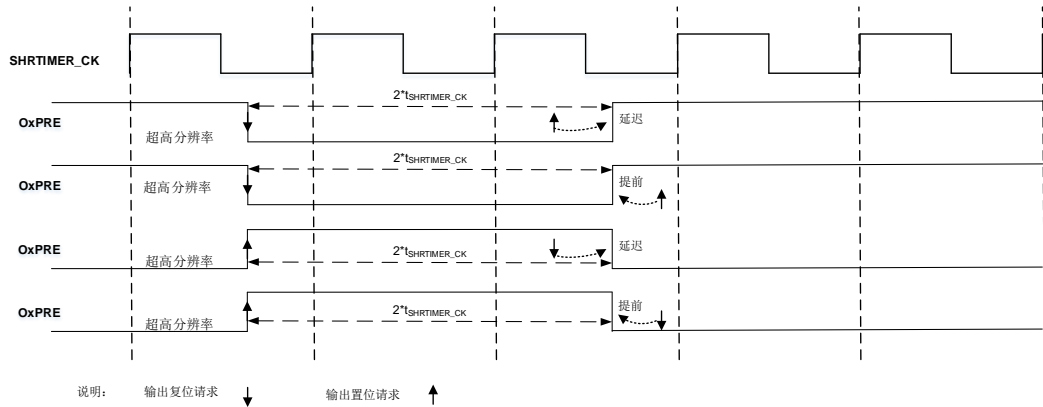 SHRTIMER_CK
2*tSHRTIMER_CK
OxPRE
超高分辨率
延迟
2*tSHRTIMER_CK
OxPRE
超高分辨率
提前
OxPRE
超高分辨率
2*tSHRTIMER_CK
延迟
OxPRE
超高分辨率
2*tSHRTIMER_CK
提前
说明： 输出复位请求 输出置位请求